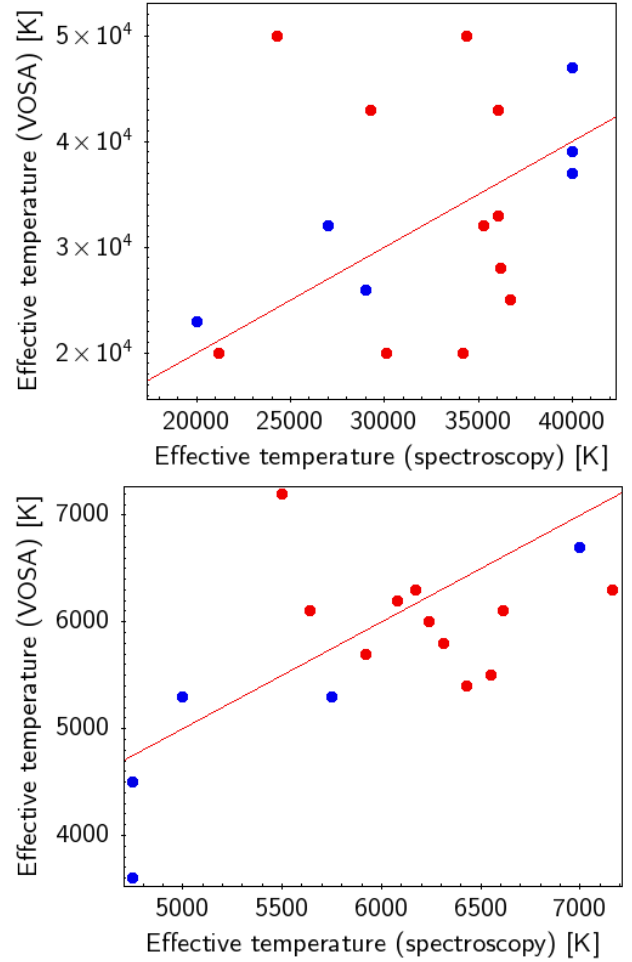 Effective temperature (VOSA) [K]
5 × 10⁴
4 × 10⁴
3 × 10⁴
2 × 10⁴
20000 25000 30000 35000 40000
Effective temperature (spectroscopy) [K]
Effective temperature (VOSA) [K]
7000
6000
5000
4000
5000 5500 6000 6500 7000
Effective temperature (spectroscopy) [K]